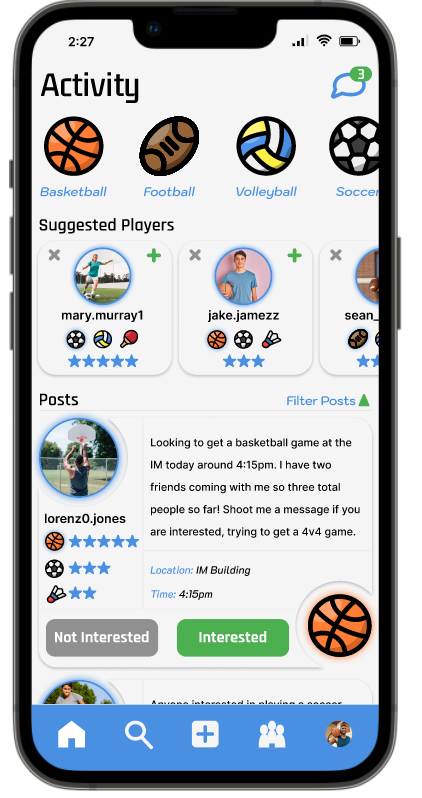 2:27
Activity
3
Basketball Football Volleyball Soccer
Suggested Players
mary.murray1 jake.jamezz sean_
Posts Filter Posts
Looking to get a basketball game at the
IM today around 4:15pm. I have two
friends coming with me so three total
people so far! Shoot me a message if you
are interested, trying to get a 4v4 game.
lorenz0.jones
Location: IM Building
Time: 4:15pm
Not Interested Interested
Anyone interested in playing a soccer